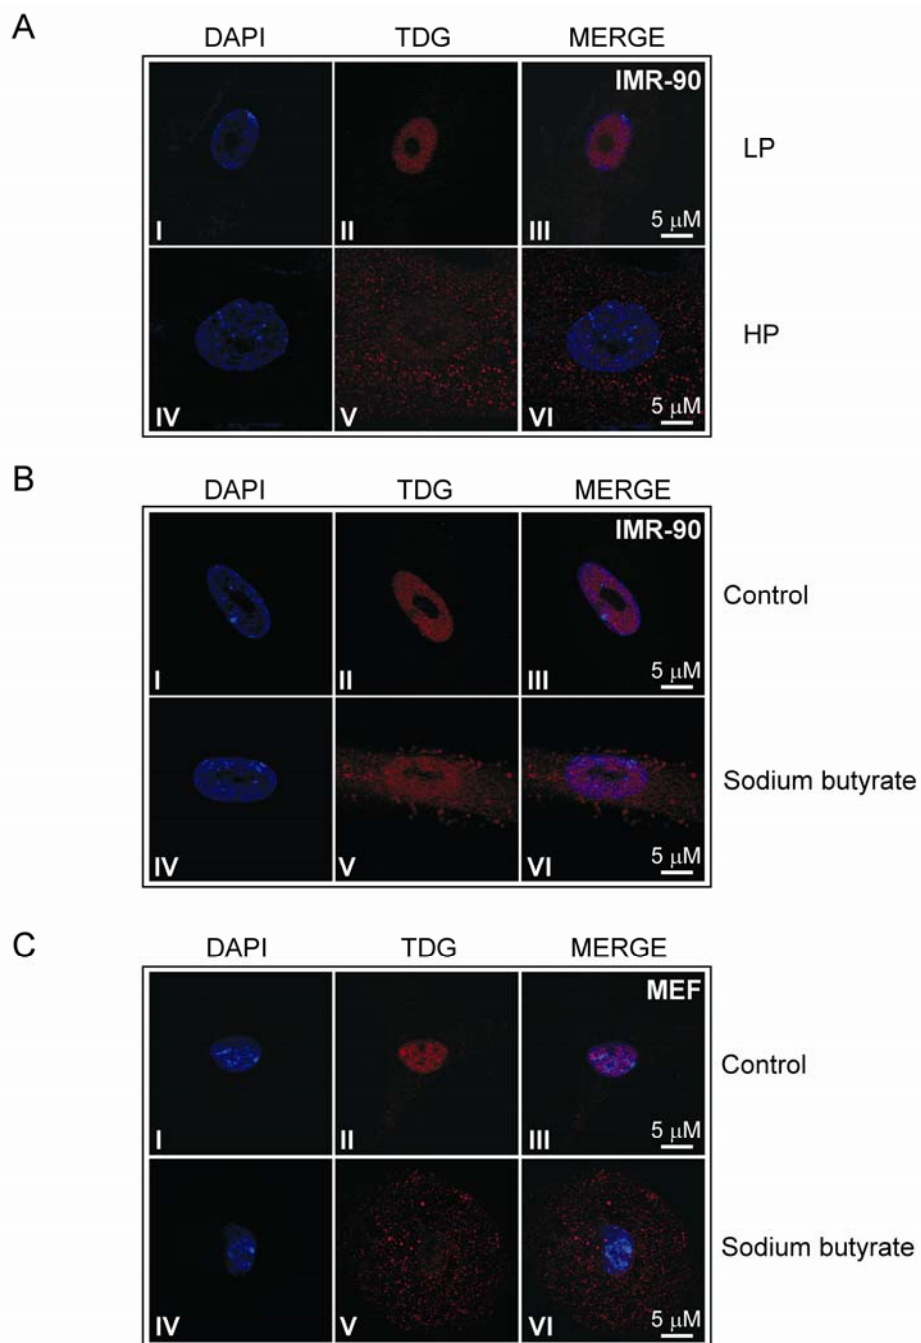 A
DAPI TDG MERGE
IMR-90
LP
I II III 5 μM
HP
IV V VI 5 μM
B
DAPI TDG MERGE
IMR-90
Control
I II III 5 μM
Sodium butyrate
IV V VI 5 μM
C
DAPI TDG MERGE
MEF
Control
I II III 5 μM
Sodium butyrate
IV V VI 5 μM